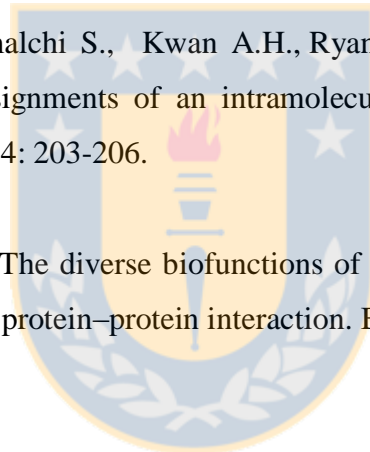 nalchi S., Kwan A.H., Ryan
signments of an intramolecu
4: 203-206.
The diverse biofunctions of
protein–protein interaction.